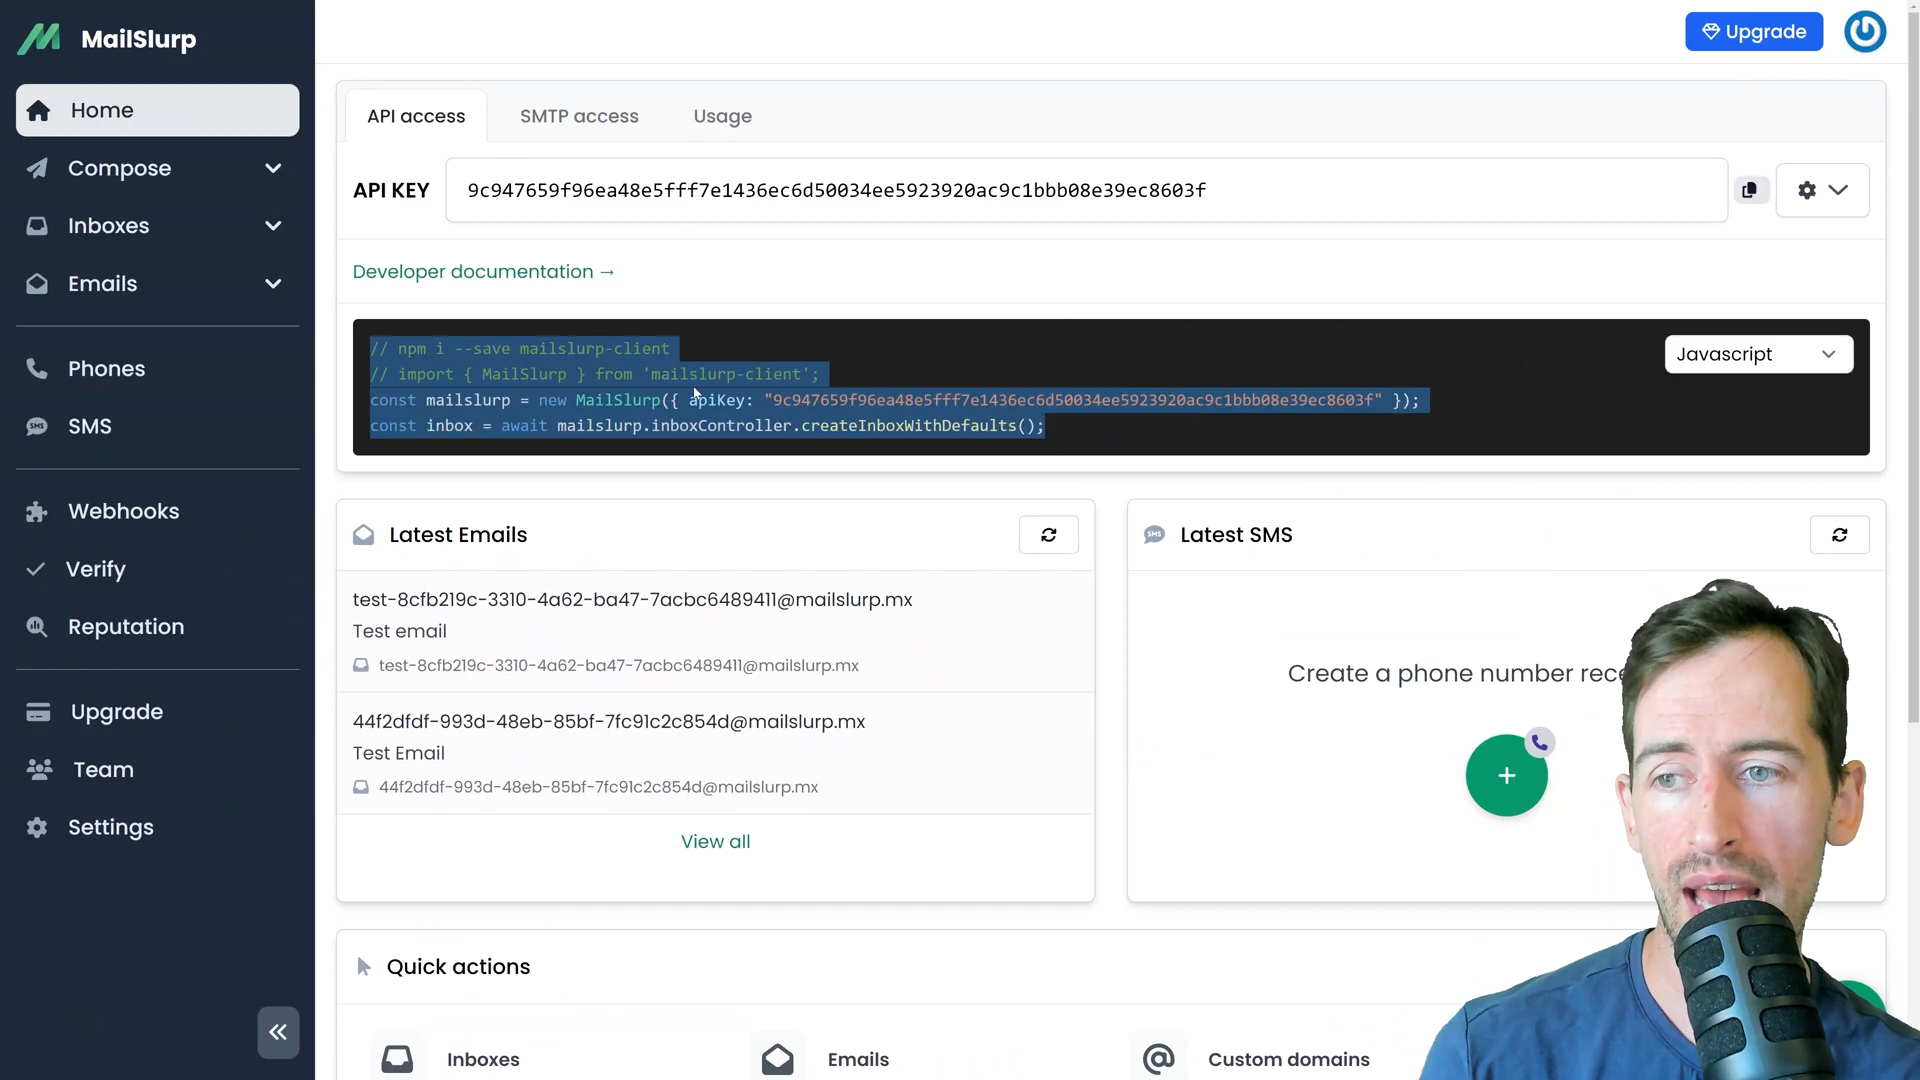 MailSlurp
Upgrade
Home
Compose
Inboxes
Emails
Phones
SMS
Webhooks
Verify
Reputation
Upgrade
Team
Settings
API access
SMTP access
Usage
API KEY
9c947659f96ea48e5fff7e1436ec6d50034ee5923920ac9c1bbb08e39ec8603f
Developer documentation →
// npm i --save mailslurp-client
// import { MailSlurp } from 'mailslurp-client';
const mailslurp = new MailSlurp({ apiKey: "9c947659f96ea48e5fff7e1436ec6d50034ee5923920ac9c1bbb08e39ec8603f" });
const inbox = await mailslurp.inboxController.createInboxWithDefaults();
Javascript
Latest Emails
test-8cfb219c-3310-4a62-ba47-7acbc6489411@mailslurp.mx
Test email
test-8cfb219c-3310-4a62-ba47-7acbc6489411@mailslurp.mx
44f2dfdf-993d-48eb-85bf-7fc91c2c854d@mailslurp.mx
Test Email
44f2dfdf-993d-48eb-85bf-7fc91c2c854d@mailslurp.mx
View all
SMS
Latest SMS
Create a phone number
Quick actions
Inboxes
Emails
Custom domains